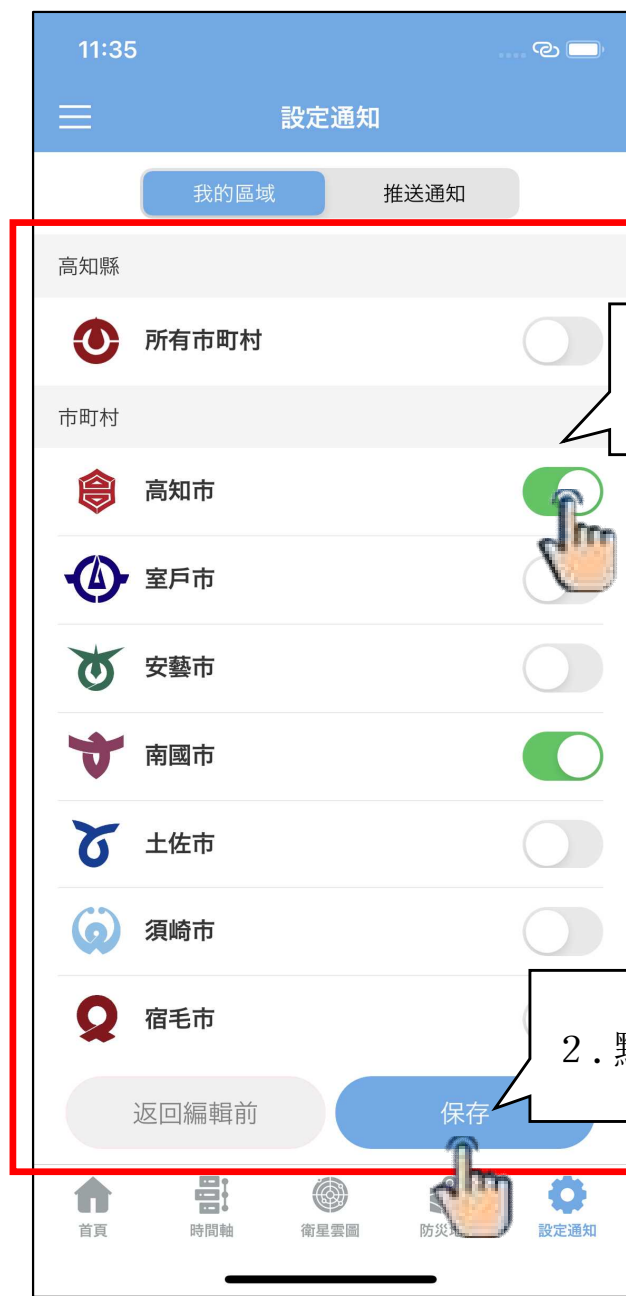 11:35
設定通知
我的區域 推送通知
高知縣
所有市町村
市町村
高知市
室戶市
安藝市
南國市
土佐市
須崎市
宿毛市
2.
返回編輯前 保存
首頁 時間軸 衛星雲圖 防災 設定通知